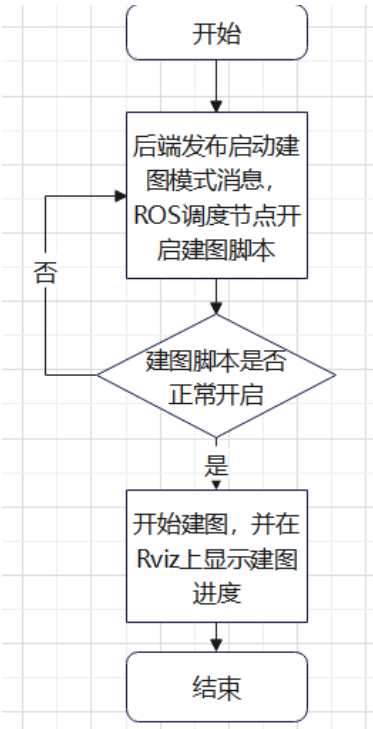 开始
后端发布启动建
图模式消息，
ROS调度节点开
启建图脚本
否
建图脚本是否
正常开启
是
开始建图，并在
Rviz上显示建图
进度
结束